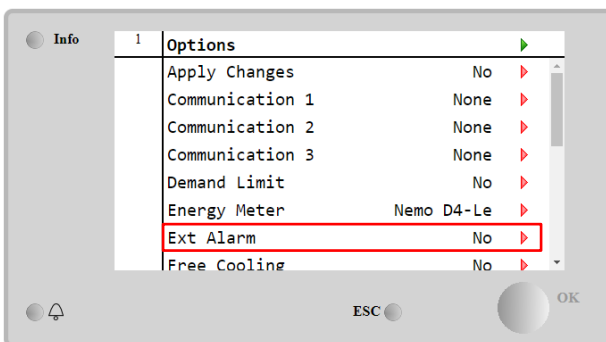 Info
1 Options
Apply Changes No
Communication 1 None
Communication 2 None
Communication 3 None
Demand Limit No
Energy Meter Nemo D4-Le
Ext Alarm No
Free Cooling No
ESC
OK